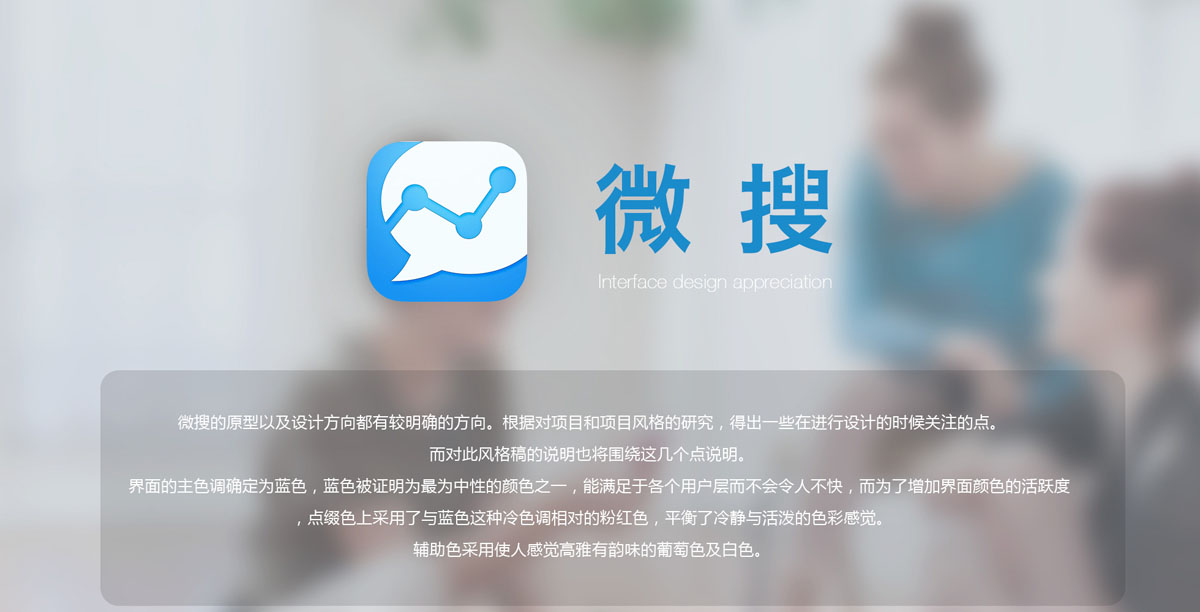 微搜
Interface design appreciation
微搜的原型以及设计方向都有较明确的方向。根据对项目和项目风格的研究，得出一些在进行设计的时候关注的点。
而对此风格稿的说明也将围绕这几个点说明。
界面的主色调确定为蓝色，蓝色被证明为最为中性的颜色之一，能满足于各个用户层而不会令人不快，而为了增加界面颜色的活跃度
，点缀色上采用了与蓝色这种冷色调相对的粉红色，平衡了冷静与活泼的色彩感觉。
辅助色采用使人感觉高雅有韵味的葡萄色及白色。